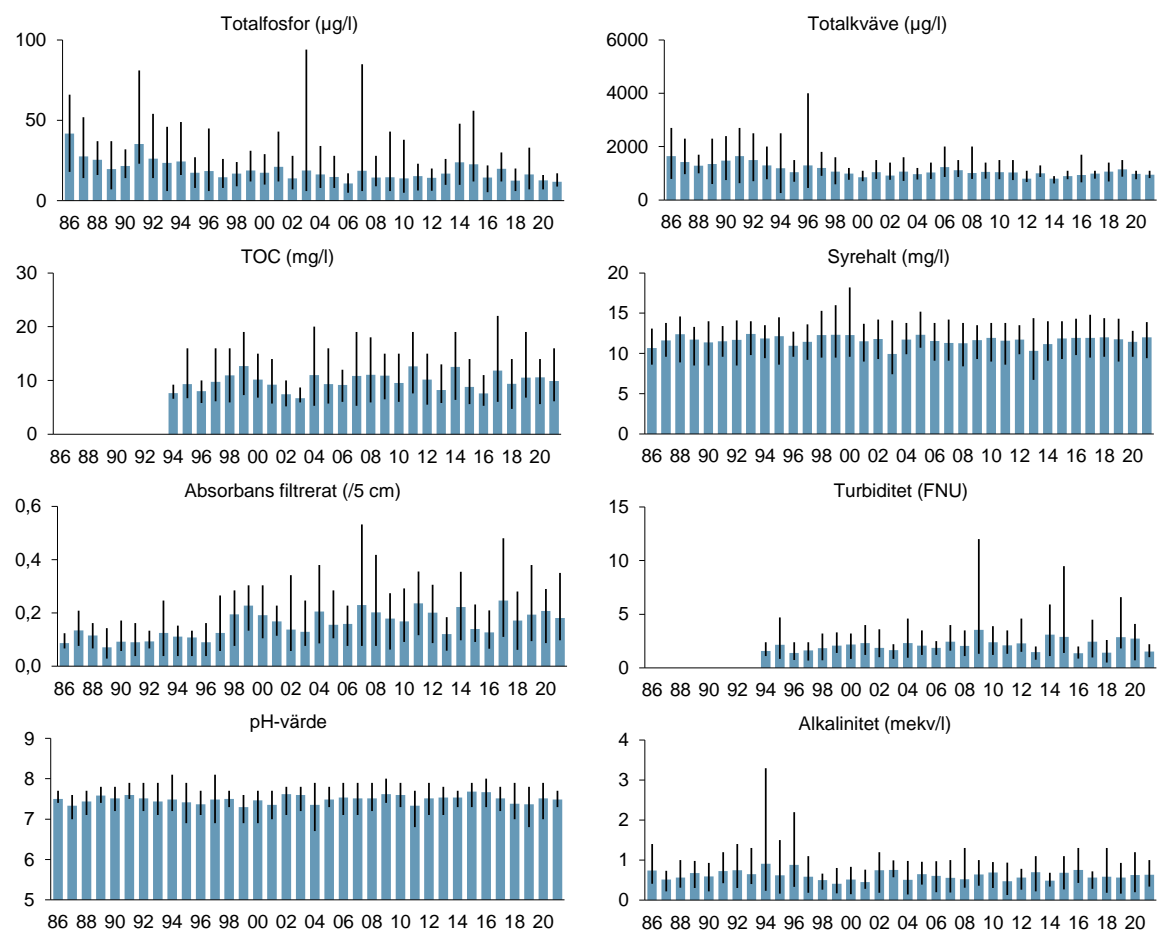 Totalfosfor (µg/l)
100
50
0
86 88 90 92 94 96 98 00 02 04 06 08 10 12 14 16 18 20
Totalkväve (µg/l)
6000
4000
2000
0
86 88 90 92 94 96 98 00 02 04 06 08 10 12 14 16 18 20
TOC (mg/l)
30
20
10
0
86 88 90 92 94 96 98 00 02 04 06 08 10 12 14 16 18 20
Syrehalt (mg/l)
20
15
10
5
0
86 88 90 92 94 96 98 00 02 04 06 08 10 12 14 16 18 20
Absorbans filtrerat (/5 cm)
0,6
0,4
0,2
0,0
86 88 90 92 94 96 98 00 02 04 06 08 10 12 14 16 18 20
Turbiditet (FNU)
15
10
5
0
86 88 90 92 94 96 98 00 02 04 06 08 10 12 14 16 18 20
pH-värde
9
8
7
6
5
86 88 90 92 94 96 98 00 02 04 06 08 10 12 14 16 18 20
Alkalinitet (mekv/l)
4
3
2
1
0
86 88 90 92 94 96 98 00 02 04 06 08 10 12 14 16 18 20